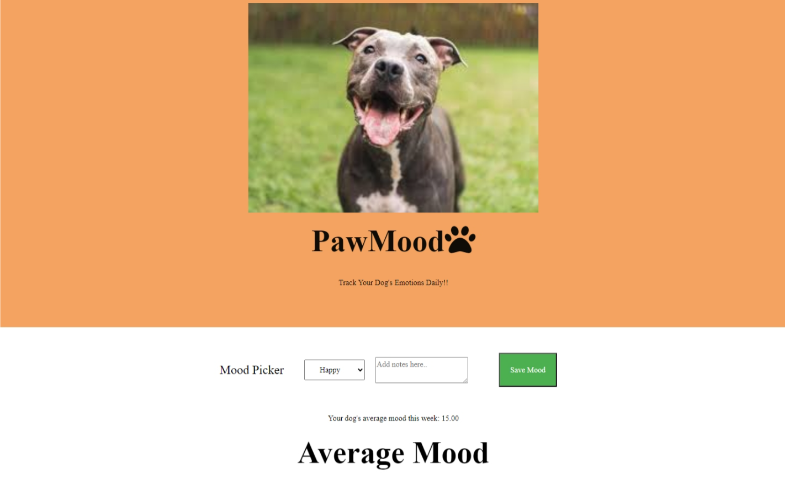 PawMood
Track Your Dog's Emotions Daily!!
Mood Picker Happy Add notes here.. Save Mood
Your dog's average mood this week: 15.00
Average Mood